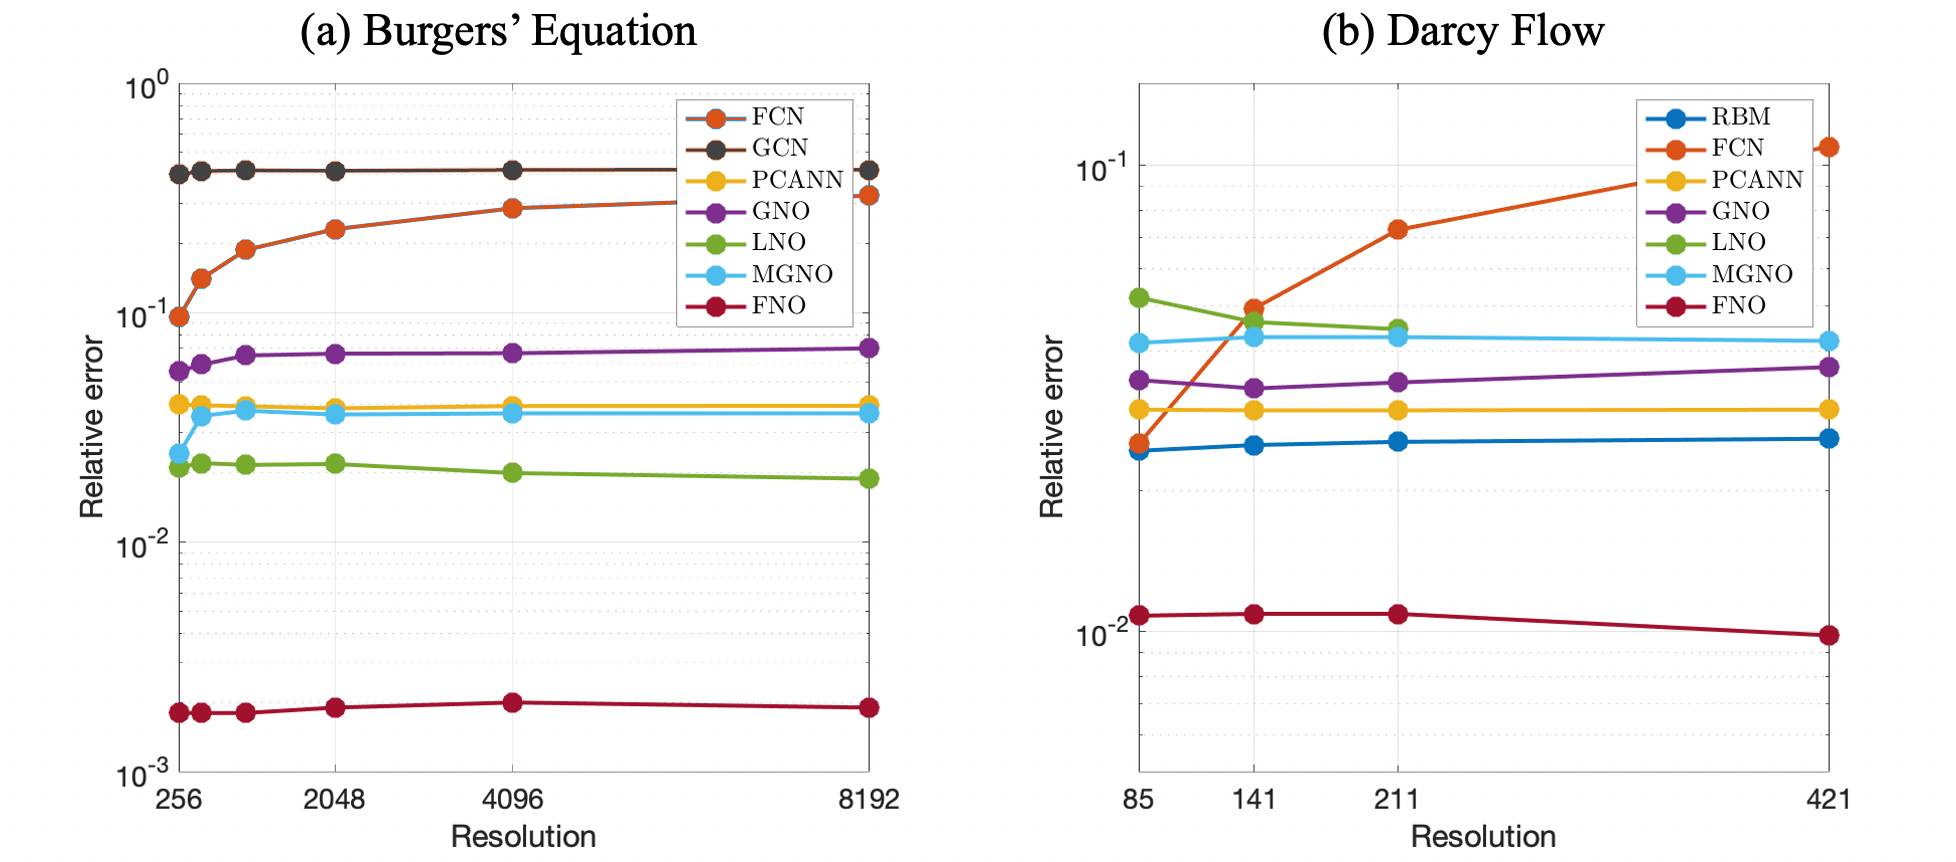 (a) Burgers’ Equation
10^0
10^-1
10^-2
10^-3
Relative error
FCN
GCN
PCANN
GNO
LNO
MGNO
FNO
256
2048
4096
8192
Resolution
(b) Darcy Flow
10^-1
10^-2
Relative error
RBM
FCN
PCANN
GNO
LNO
MGNO
FNO
85
141
211
421
Resolution